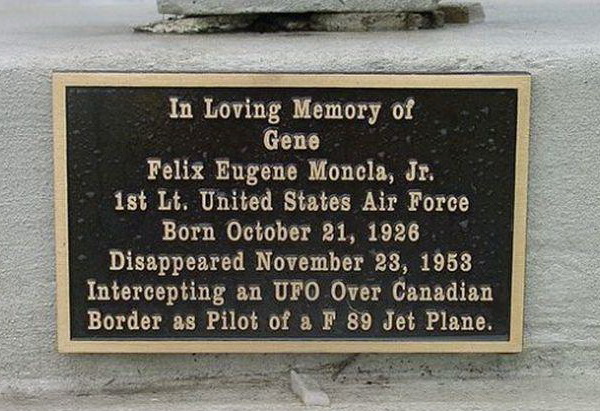 In Loving Memory of
Gene
Felix Eugene Moncla, Jr.
1st Lt. United States Air Force
Born October 21, 1926
Disappeared November 23, 1953
Intercepting an UFO Over Canadian
Border as Pilot of a F 89 Jet Plane.